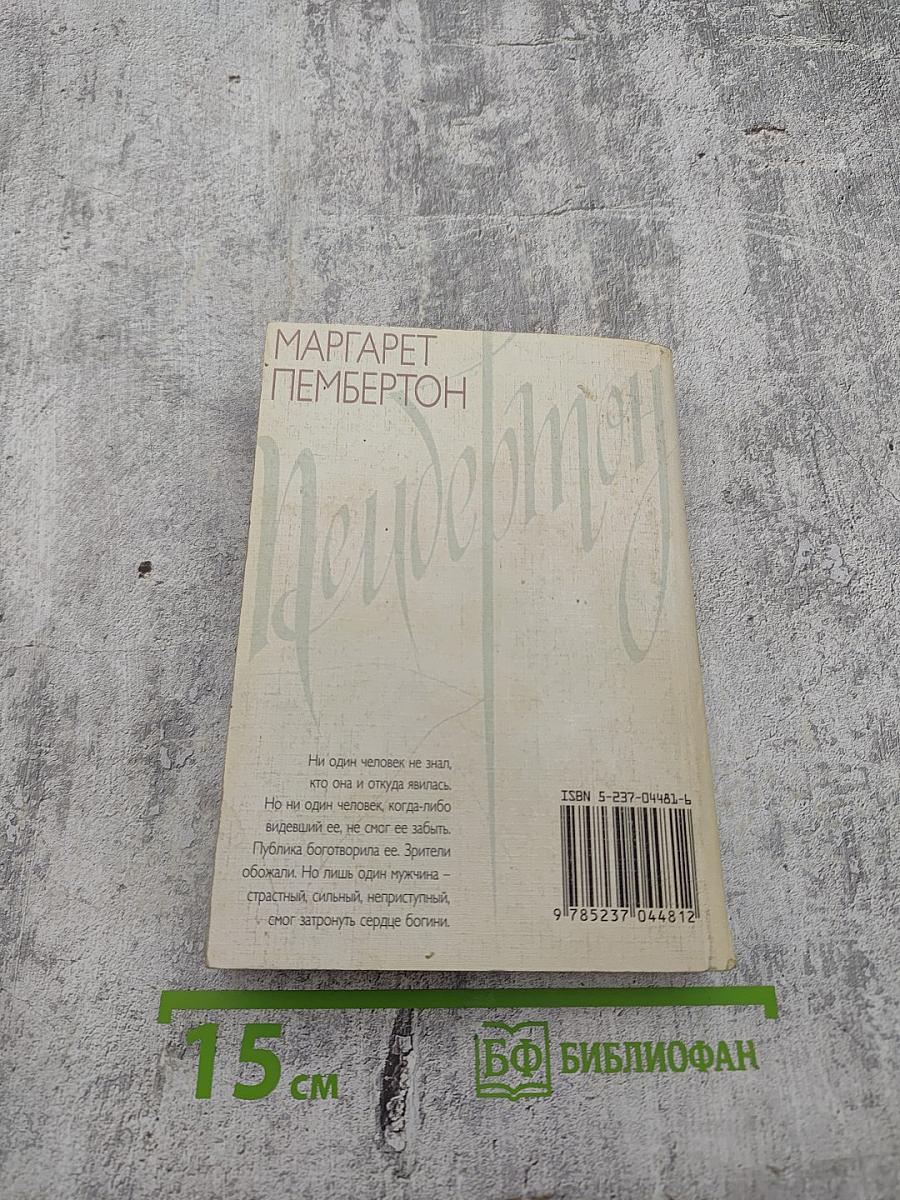 МАРГАРЕТ
ПЕМБЕРТОН
Пембертон
Ни один человек не знал,
кто она и откуда явилась.
Но ни один человек, когда-либо
видевший ее, не смог ее забыть.
Публика боготворила ее. Зрители
обожали. Но лишь один мужчина –
страстный, сильный, неприступный,
смог затронуть сердце богини.
ISBN 5-237-04481-6
9 785237 044812
15 см
БФ БИБЛИОФАН